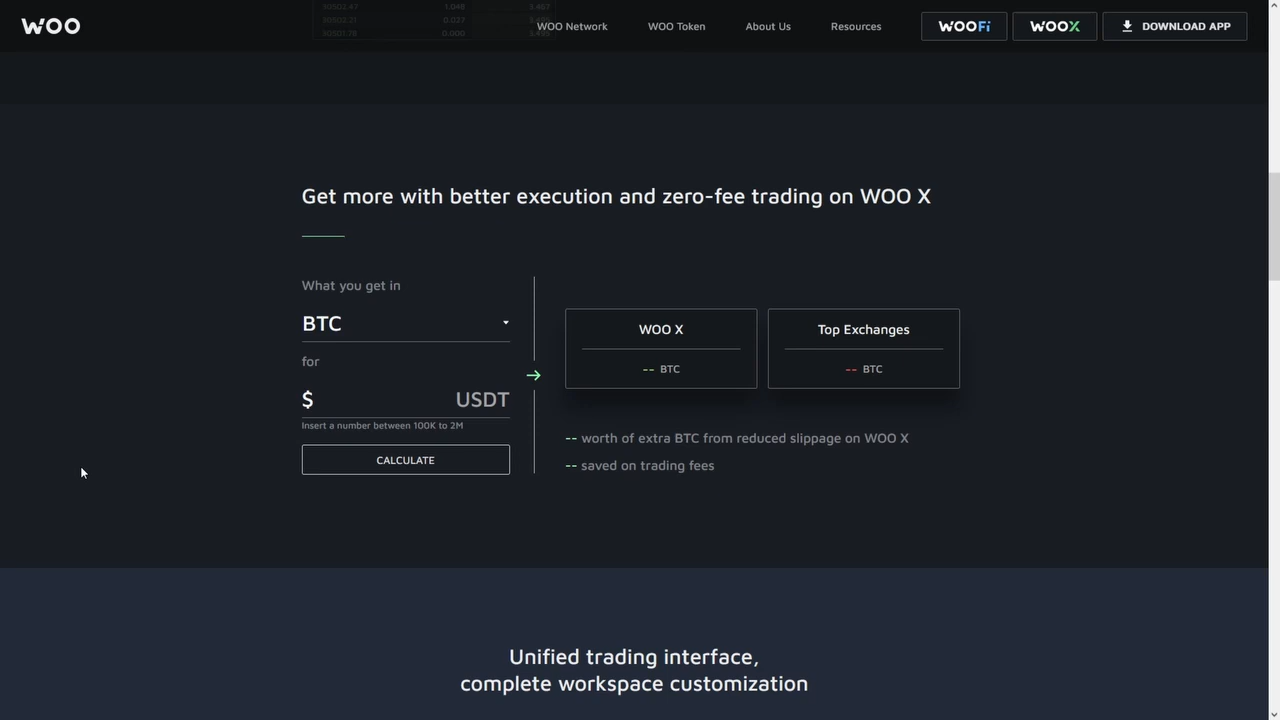 WOO
WOO Network
WOO Token
About Us
Resources
WOOFi
WOOX
DOWNLOAD APP
Get more with better execution and zero-fee trading on WOO X
What you get in
BTC
for
$ USDT
Insert a number between 100K to 2M
CALCULATE
WOO X
-- BTC
Top Exchanges
-- BTC
-- worth of extra BTC from reduced slippage on WOO X
-- saved on trading fees
Unified trading interface,
complete workspace customization